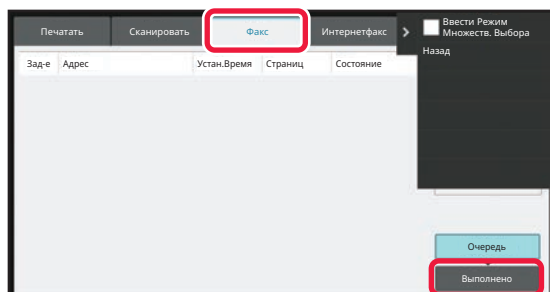 Печатать Сканировать Факс Интернетфакс >
Ввести Режим
Множеств. Выбора
Назад
Зад-е Адрес Устан.Время Страниц Состояние
Очередь
Выполнено